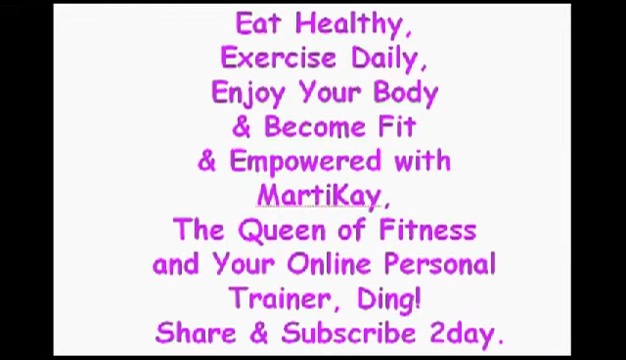 Eat Healthy,
Exercise Daily,
Enjoy Your Body
& Become Fit
& Empowered with
MartiKay,
The Queen of Fitness
and Your Online Personal
Trainer, Ding!
Share & Subscribe 2day.